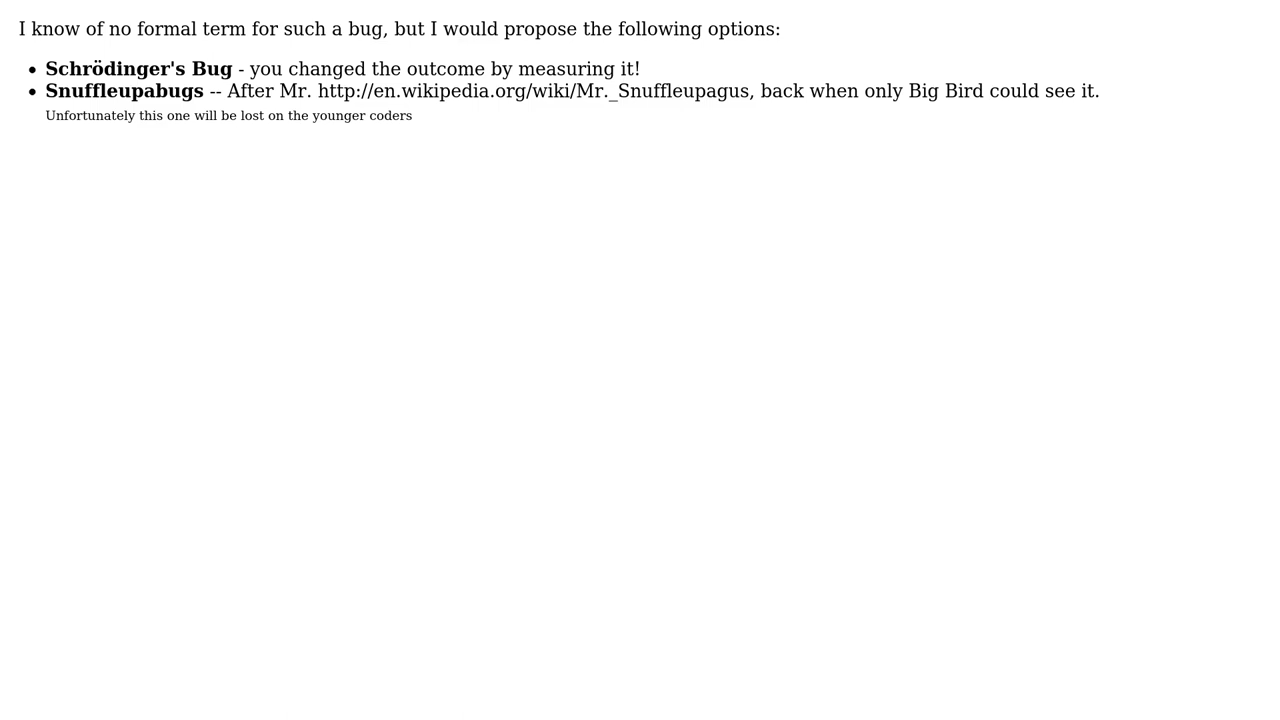 I know of no formal term for such a bug, but I would propose the following options:
• Schrödinger's Bug - you changed the outcome by measuring it!
• Snuffleupabugs -- After Mr. http://en.wikipedia.org/wiki/Mr._Snuffleupagus, back when only Big Bird could see it.
Unfortunately this one will be lost on the younger coders